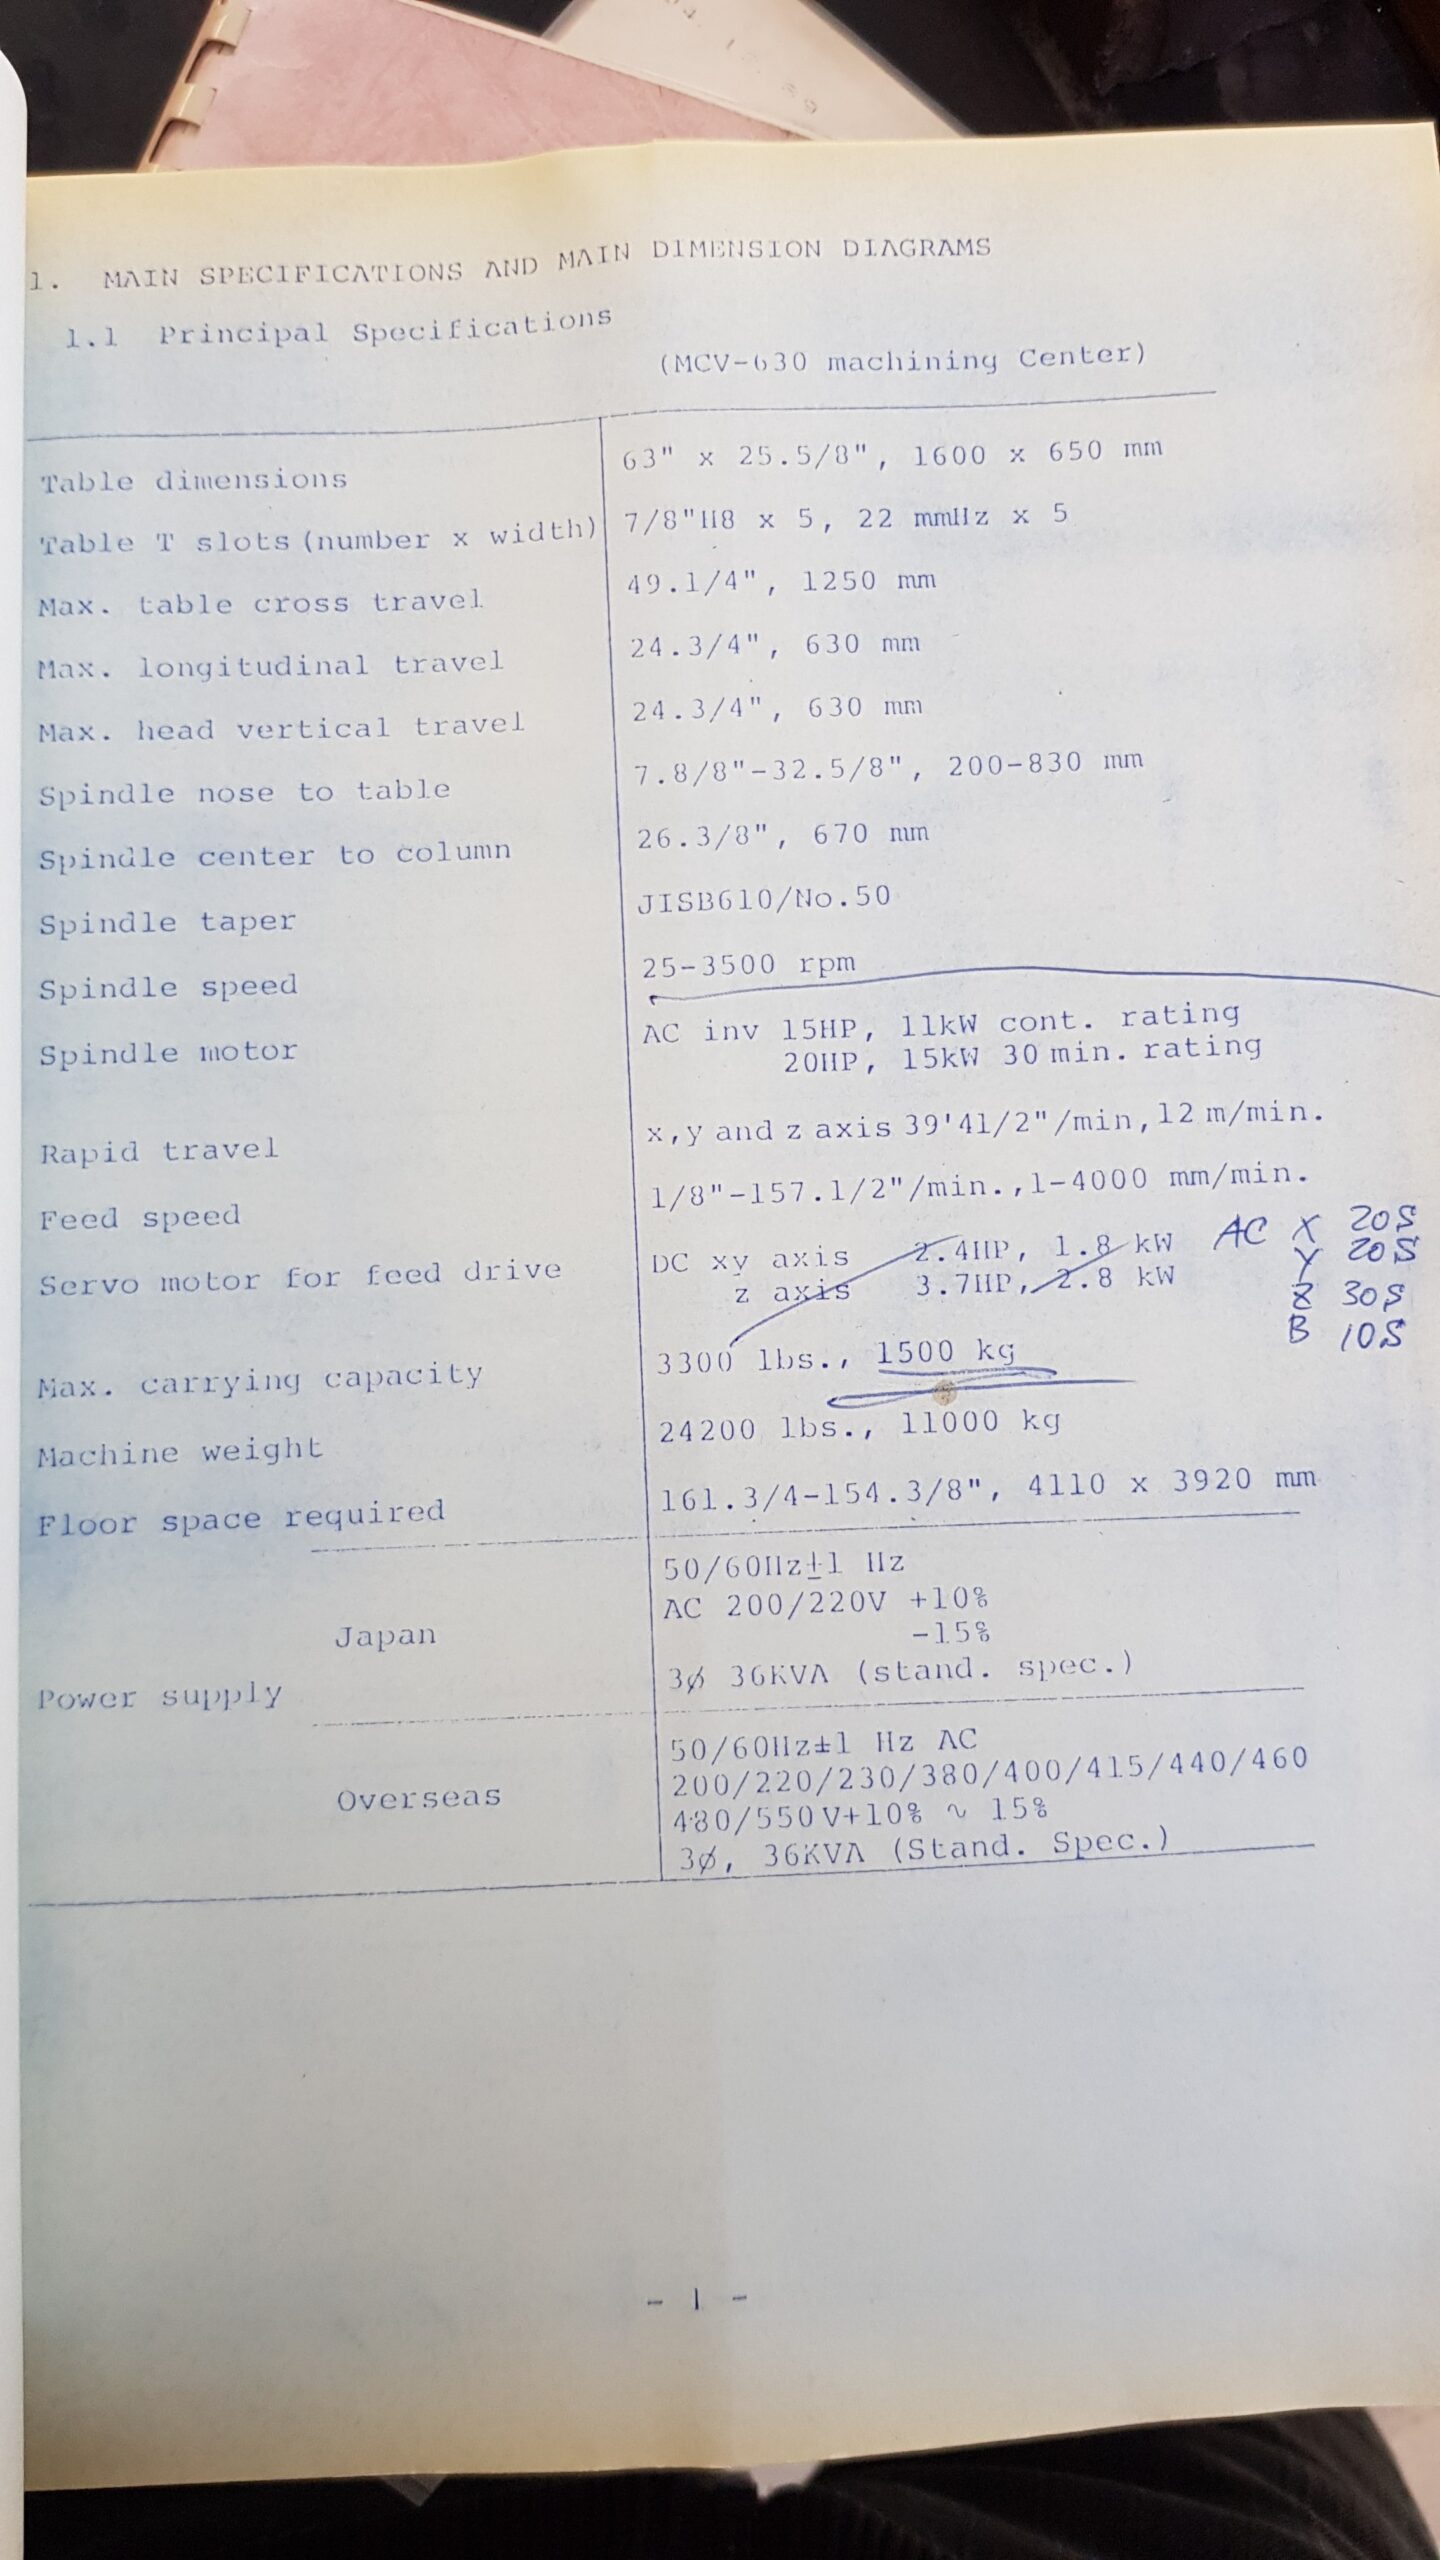 1. MAIN SPECIFICATIONS AND MAIN DIMENSION DIAGRAMS
1.1 Principal Specifications
(MCV-630 machining Center)
Table dimensions 63" x 25.5/8", 1600 x 650 mm
Table T slots (number x width) 7/8"H8 x 5, 22 mmHz x 5
Max. table cross travel 49.1/4", 1250 mm
Max. longitudinal travel 24.3/4", 630 mm
Max. head vertical travel 24.3/4", 630 mm
Spindle nose to table 7.8/8"-32.5/8", 200-830 mm
Spindle center to column 26.3/8", 670 mm
Spindle taper JISB610/No.50
Spindle speed 25-3500 rpm
Spindle motor AC inv 15HP, 11kW cont. rating
20HP, 15kW 30 min. rating
Rapid travel x,y and z axis 39'41/2"/min, 12 m/min.
Feed speed 1/8"-157.1/2"/min., 1-4000 mm/min.
Servo motor for feed drive DC xy axis 2.4HP, 1.8 kW
z axis 3.7HP, 2.8 kW
AC X 20S
Y 20S
Z 30S
B 10S
Max. carrying capacity 3300 lbs., 1500 kg
Machine weight 24200 lbs., 11000 kg
Floor space required 161.3/4-154.3/8", 4110 x 3920 mm
Power supply
Japan
50/60Hz±1 Hz
AC 200/220V +10%
-15%
3ø 36KVA (stand. spec.)
Overseas
50/60Hz±1 Hz AC
200/220/230/380/400/415/440/460
480/550V+10% ~ 15%
3ø, 36KVA (Stand. Spec.)
- 1 -